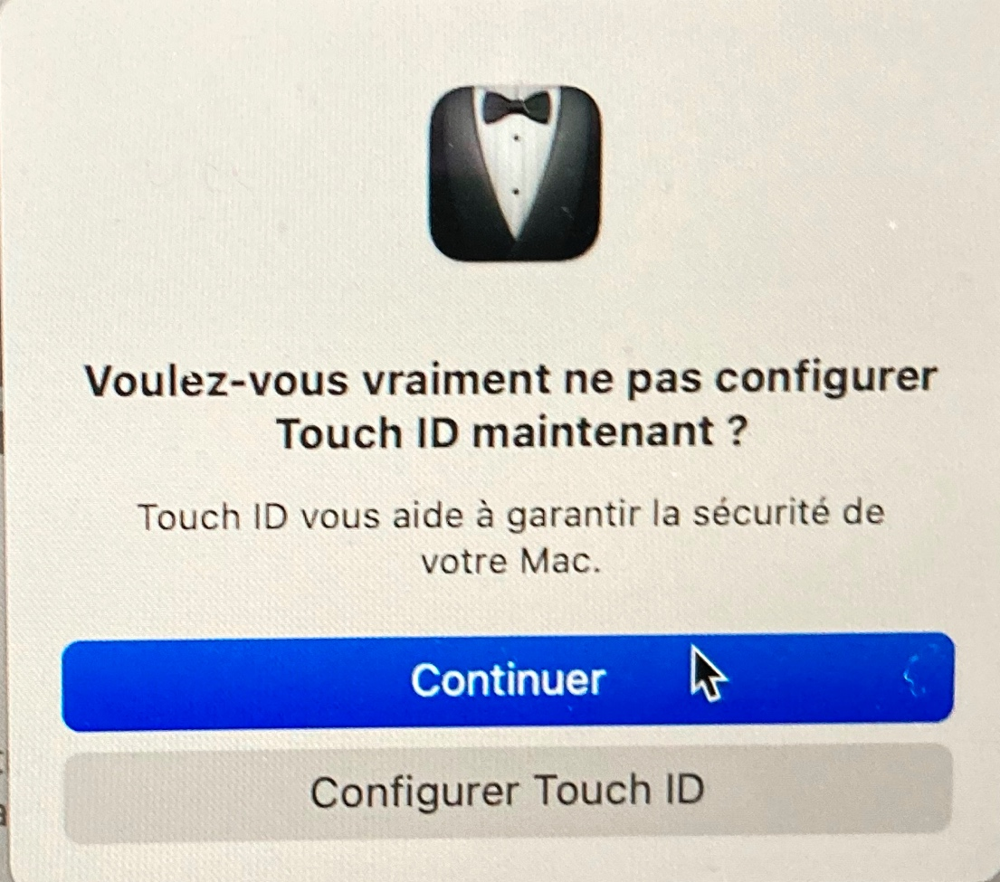 Voulez-vous vraiment ne pas configurer
Touch ID maintenant ?
Touch ID vous aide à garantir la sécurité de
votre Mac.
Continuer
Configurer Touch ID